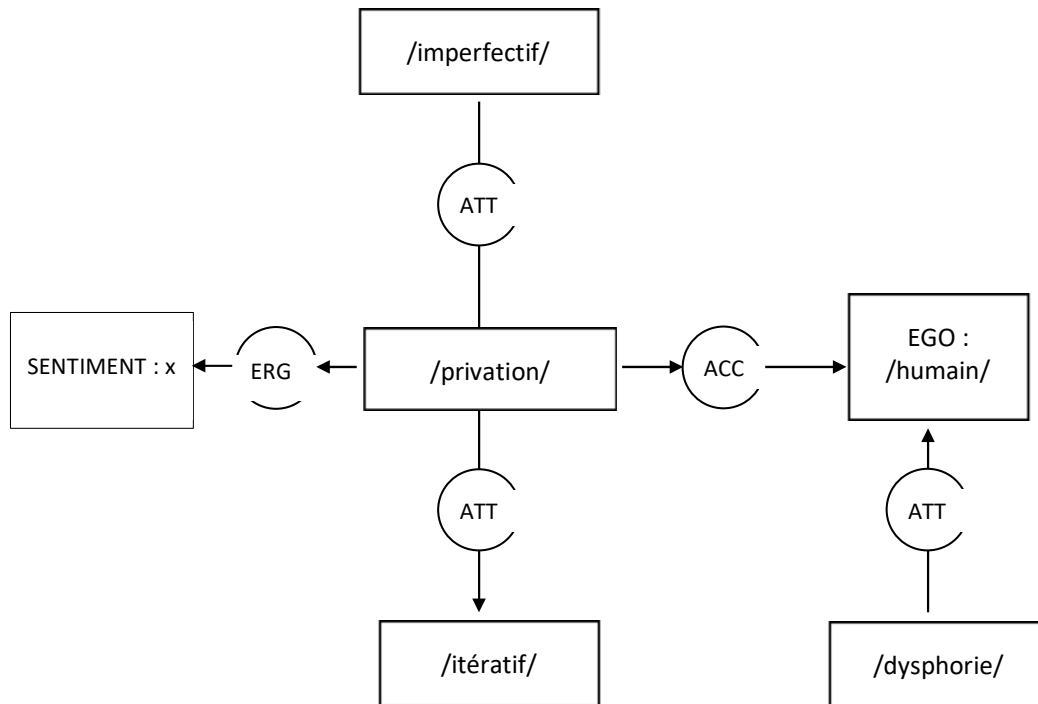 /imperfectif/
ATT
SENTIMENT : x
ERG
/privation/
ACC
EGO :
/humain/
ATT
ATT
/itératif/
/dysphorie/